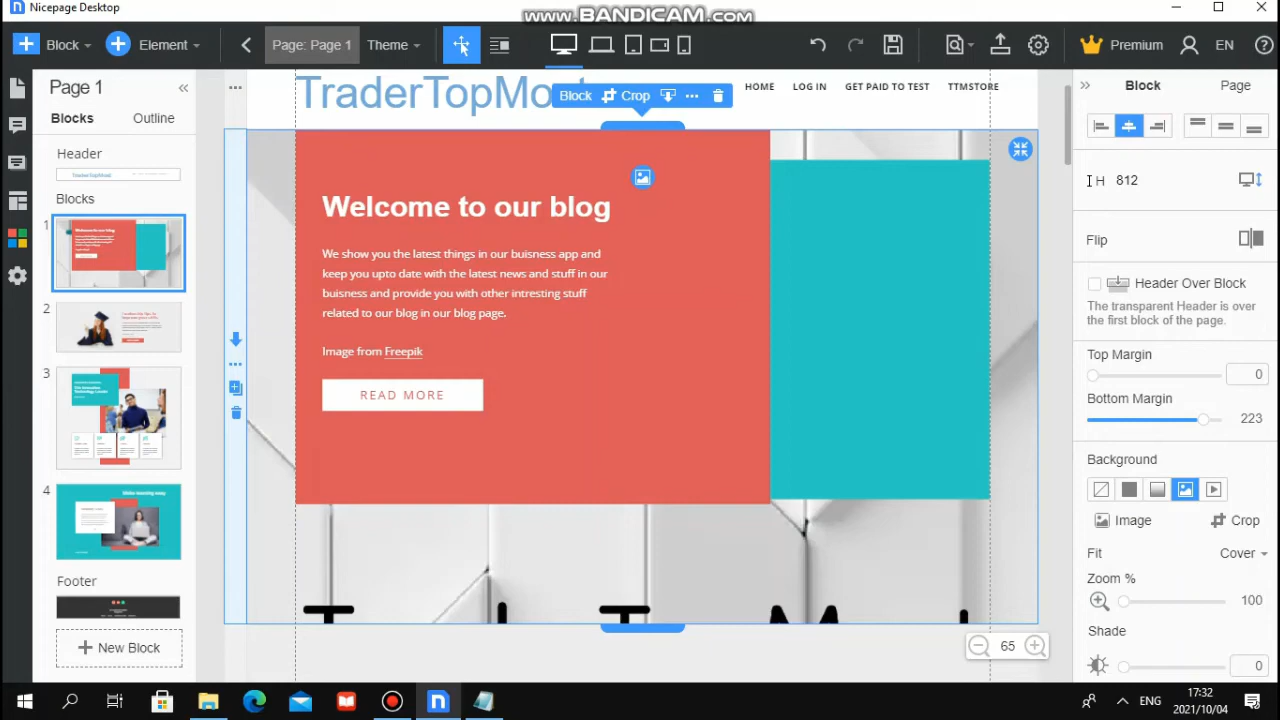 Nicepage Desktop
www.BANDICAM.com
Block
Element
Page: Page 1
Theme
Premium
EN
Page 1
Blocks
Outline
Header
Blocks
1
2
3
4
Footer
New Block
TraderTopMost
Block
Crop
HOME
LOG IN
GET PAID TO TEST
TTMSTORE
Welcome to our blog
We show you the latest things in our buisness app and
keep you upto date with the latest news and stuff in our
buisness and provide you with other intresting stuff
related to our blog in our blog page.
Image from Freepik
READ MORE
65
Block
Page
H 812
Flip
Header Over Block
The transparent Header is over
the first block of the page.
Top Margin
0
Bottom Margin
223
Background
Image
Crop
Fit
Cover
Zoom %
100
Shade
0
ENG
17:32
2021/10/04